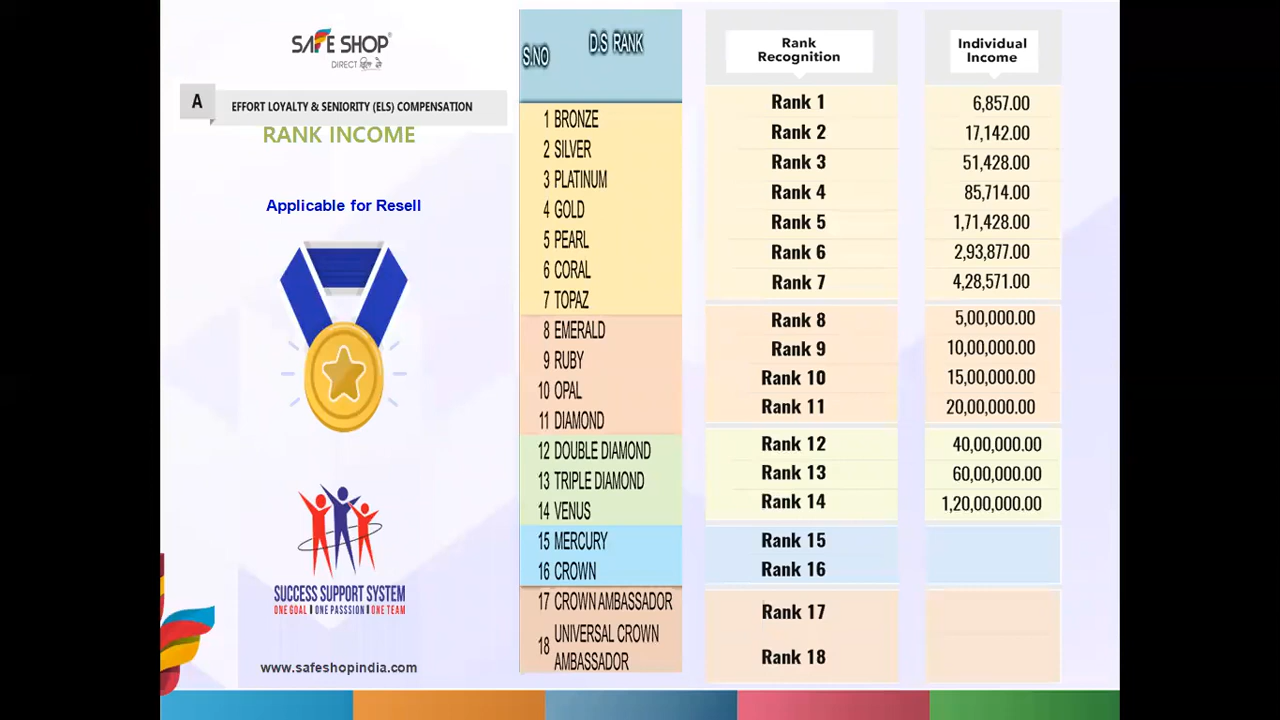 SAFE SHOP
DIRECT
A
EFFORT LOYALTY & SENIORITY (ELS) COMPENSATION
RANK INCOME
Applicable for Resell
SUCCESS SUPPORT SYSTEM
ONE GOAL I ONE PASSSION I ONE TEAM
www.safeshopindia.com
S.NO D.S RANK Rank Recognition Individual Income
1 BRONZE Rank 1 6,857.00
2 SILVER Rank 2 17,142.00
3 PLATINUM Rank 3 51,428.00
4 GOLD Rank 4 85,714.00
5 PEARL Rank 5 1,71,428.00
6 CORAL Rank 6 2,93,877.00
7 TOPAZ Rank 7 4,28,571.00
8 EMERALD Rank 8 5,00,000.00
9 RUBY Rank 9 10,00,000.00
10 OPAL Rank 10 15,00,000.00
11 DIAMOND Rank 11 20,00,000.00
12 DOUBLE DIAMOND Rank 12 40,00,000.00
13 TRIPLE DIAMOND Rank 13 60,00,000.00
14 VENUS Rank 14 1,20,00,000.00
15 MERCURY Rank 15
16 CROWN Rank 16
17 CROWN AMBASSADOR Rank 17
18 UNIVERSAL CROWN AMBASSADOR Rank 18